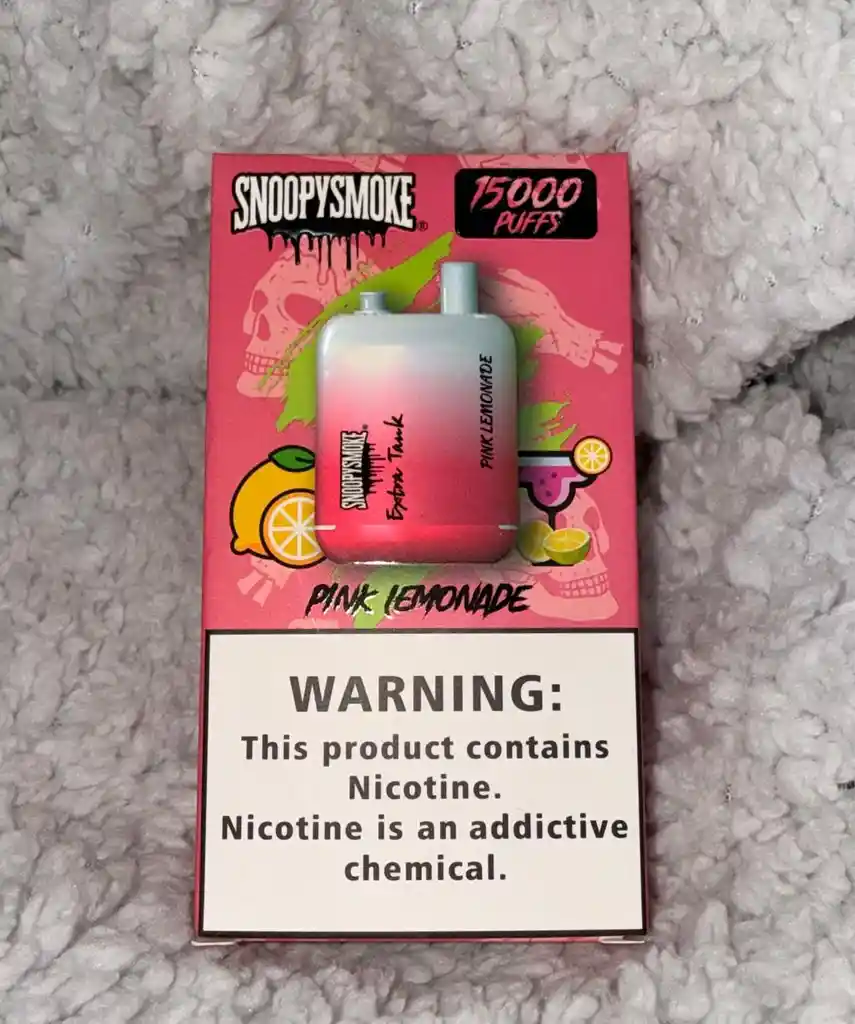 SNOOPYSMOKE®
15000
PUFFS
PINK LEMONADE
SNOOPYSMOKE®
Extra Tank
PINK LEMONADE
WARNING:
This product contains
Nicotine.
Nicotine is an addictive
chemical.